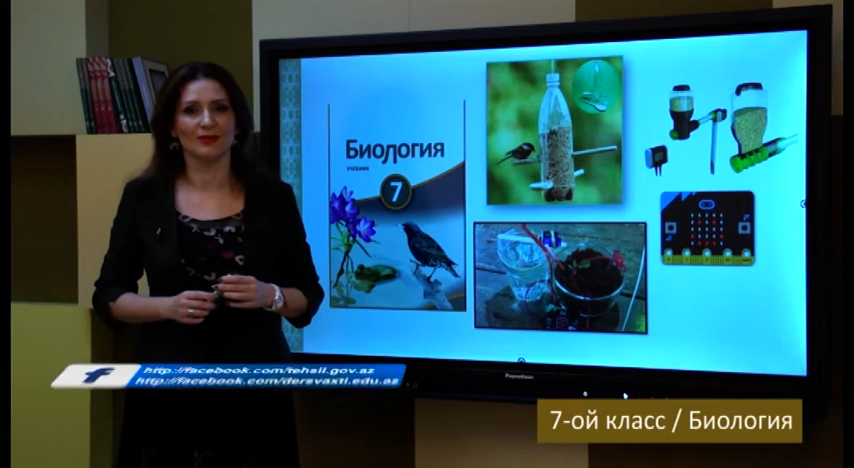 Биология
УЧЕБНИК
7
http://facebook.com/tehsil.gov.az
http://facebook.com/dersvaxti.edu.az
Promethean
7-ой класс / Биология